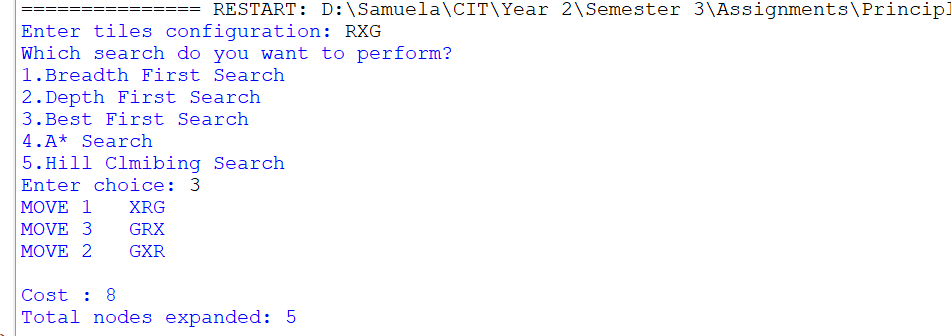 =============== RESTART: D:\Samuela\CIT\Year 2\Semester 3\Assignments\Princip
Enter tiles configuration: RXG
Which search do you want to perform?
1.Breadth First Search
2.Depth First Search
3.Best First Search
4.A* Search
5.Hill Clmibing Search
Enter choice: 3
MOVE 1   XRG
MOVE 3   GRX
MOVE 2   GXR
Cost : 8
Total nodes expanded: 5